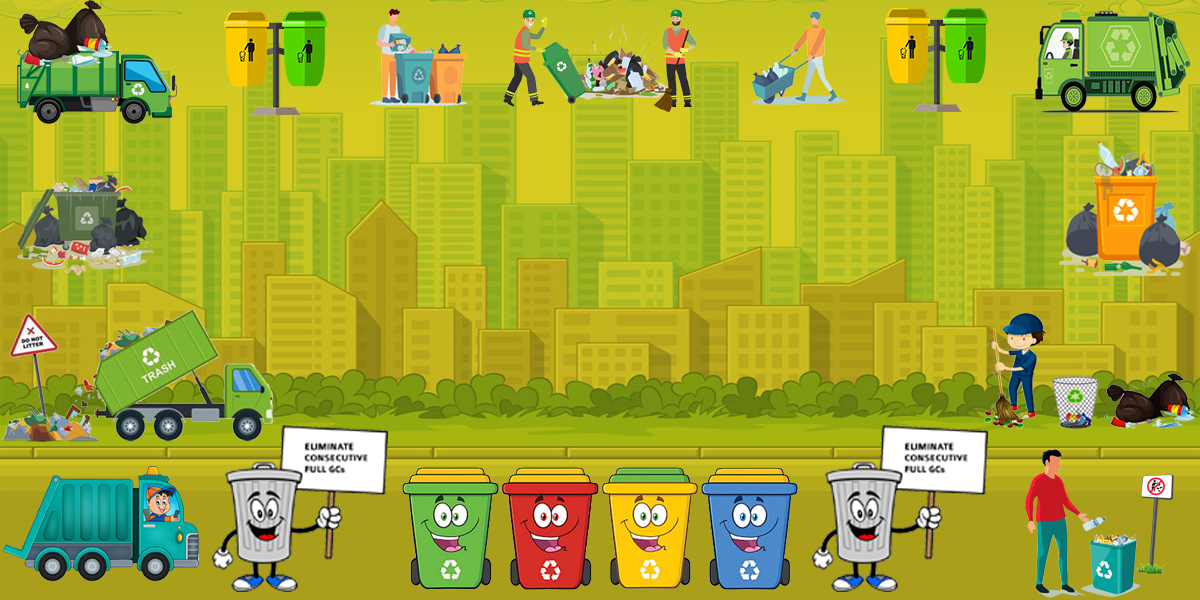 DO NOT
LITTER
TRASH
ELIMINATE
CONSECUTIVE
FULL GCs
ELIMINATE
CONSECUTIVE
FULL GCs